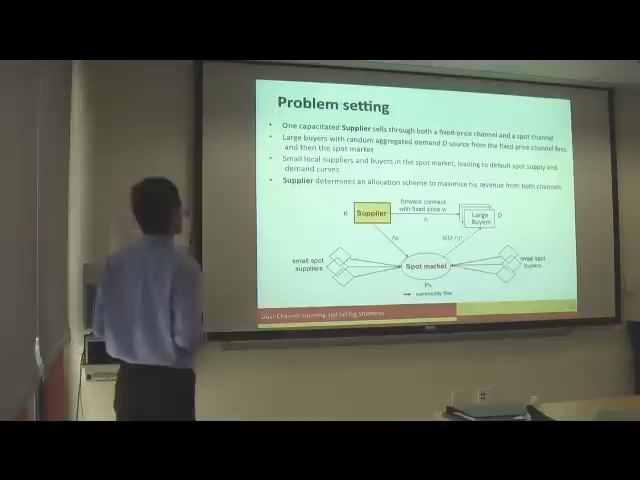 Problem setting
• One capacitated Supplier sells through both a fixed-price channel and a spot channel
• Large buyers with random aggregated demand D source from the fixed price channel first,
and then the spot market
• Small local suppliers and buyers in the spot market, leading to default spot supply and
demand curves
• Supplier determines an allocation scheme to maximize his revenue from both channels
forward contract
with fixed price w
K
Supplier
Large
Buyers
D
small spot
suppliers
Spot market
small spot
buyers
: commodity flow
Dual-Channel Sourcing and Selling Strategies